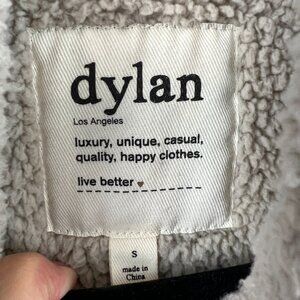 dylan
Los Angeles
luxury, unique, casual,
quality, happy clothes.
live better ♥
S
made in
China